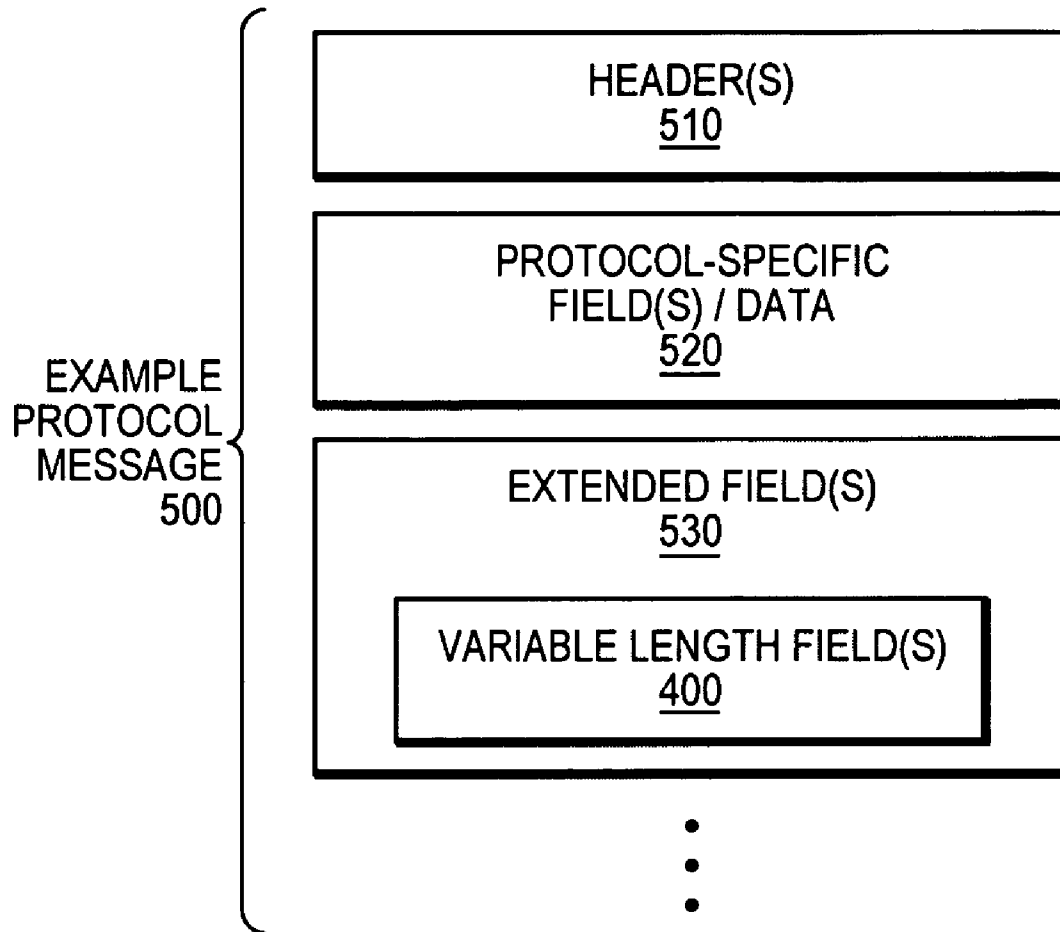 HEADER(S)
510
PROTOCOL-SPECIFIC
FIELD(S) / DATA
520
EXAMPLE
PROTOCOL
MESSAGE
500
EXTENDED FIELD(S)
530
VARIABLE LENGTH FIELD(S)
400